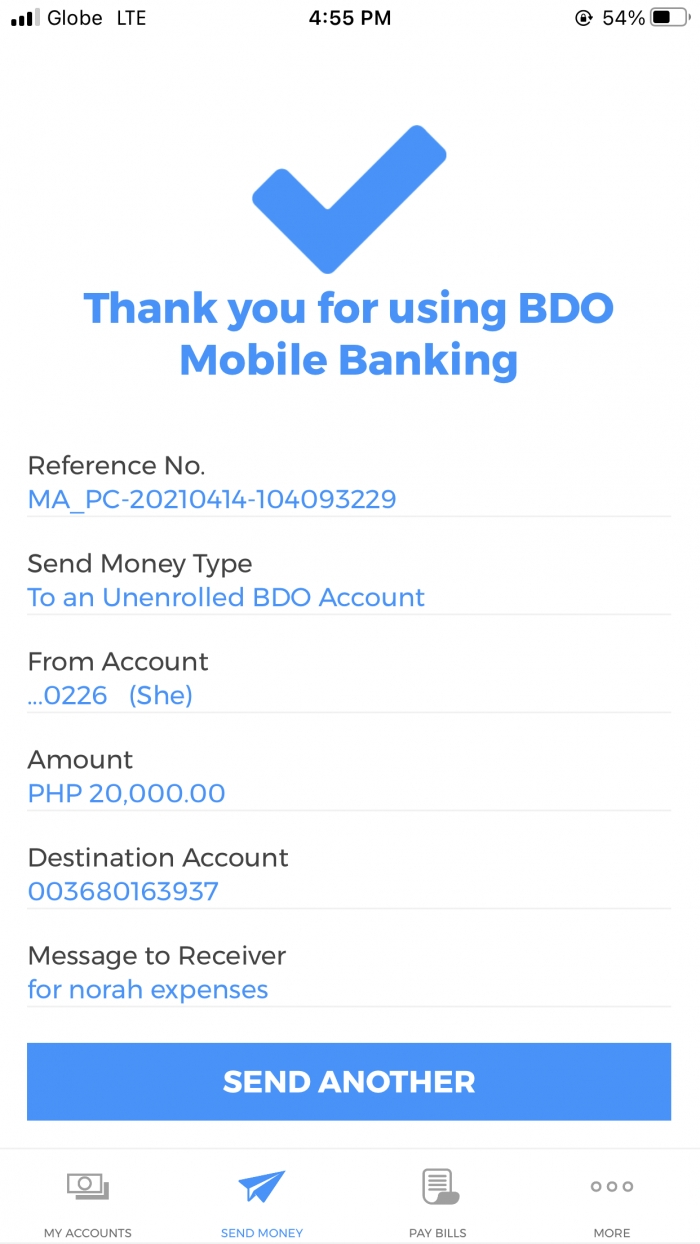 Globe LTE 4:55 PM 54%
Thank you for using BDO
Mobile Banking
Reference No.
MA_PC-20210414-104093229
Send Money Type
To an Unenrolled BDO Account
From Account
...0226 (She)
Amount
PHP 20,000.00
Destination Account
003680163937
Message to Receiver
for norah expenses
SEND ANOTHER
MY ACCOUNTS SEND MONEY PAY BILLS MORE